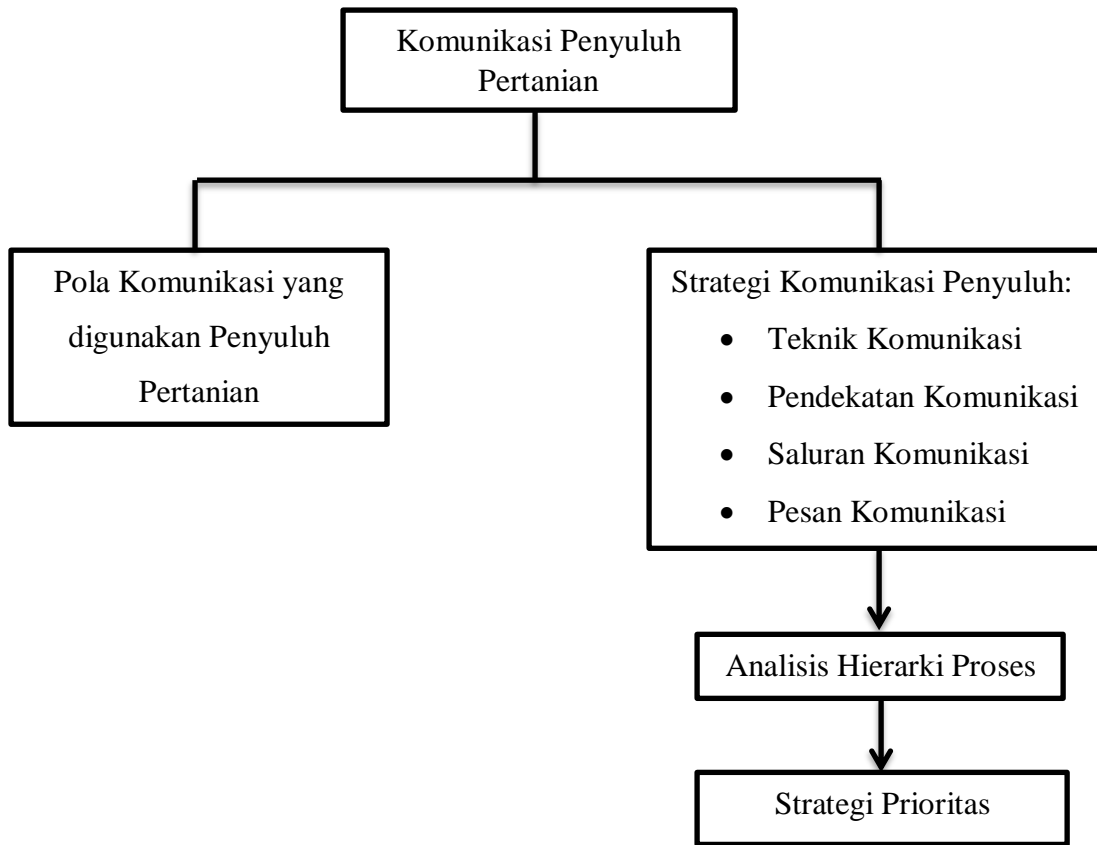 Komunikasi Penyuluh
Pertanian
Pola Komunikasi yang
digunakan Penyuluh
Pertanian
Strategi Komunikasi Penyuluh:
• Teknik Komunikasi
• Pendekatan Komunikasi
• Saluran Komunikasi
• Pesan Komunikasi
Analisis Hierarki Proses
Strategi Prioritas